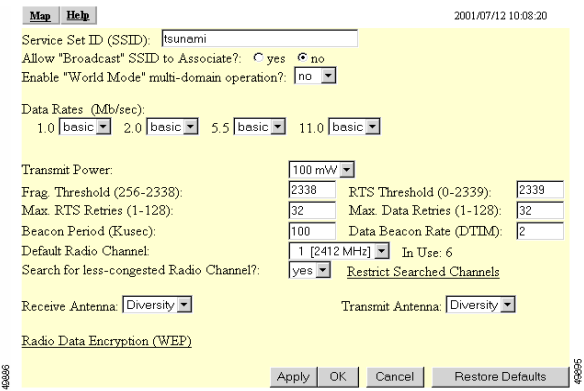 Map Help 2001/07/12 10:08:20
Service Set ID (SSID): tsunami
Allow "Broadcast" SSID to Associate?: yes no
Enable "World Mode" multi-domain operation?: no
Data Rates (Mb/sec):
1.0 basic 2.0 basic 5.5 basic 11.0 basic
Transmit Power: 100 mW
Frag. Threshold (256-2338): 2338 RTS Threshold (0-2339): 2339
Max. RTS Retries (1-128): 32 Max. Data Retries (1-128): 32
Beacon Period (Kusec): 100 Data Beacon Rate (DTIM): 2
Default Radio Channel: 1 [2412 MHz] In Use: 6
Search for less-congested Radio Channel?: yes Restrict Searched Channels
Receive Antenna: Diversity Transmit Antenna: Diversity
Radio Data Encryption (WEP)
Apply OK Cancel Restore Defaults